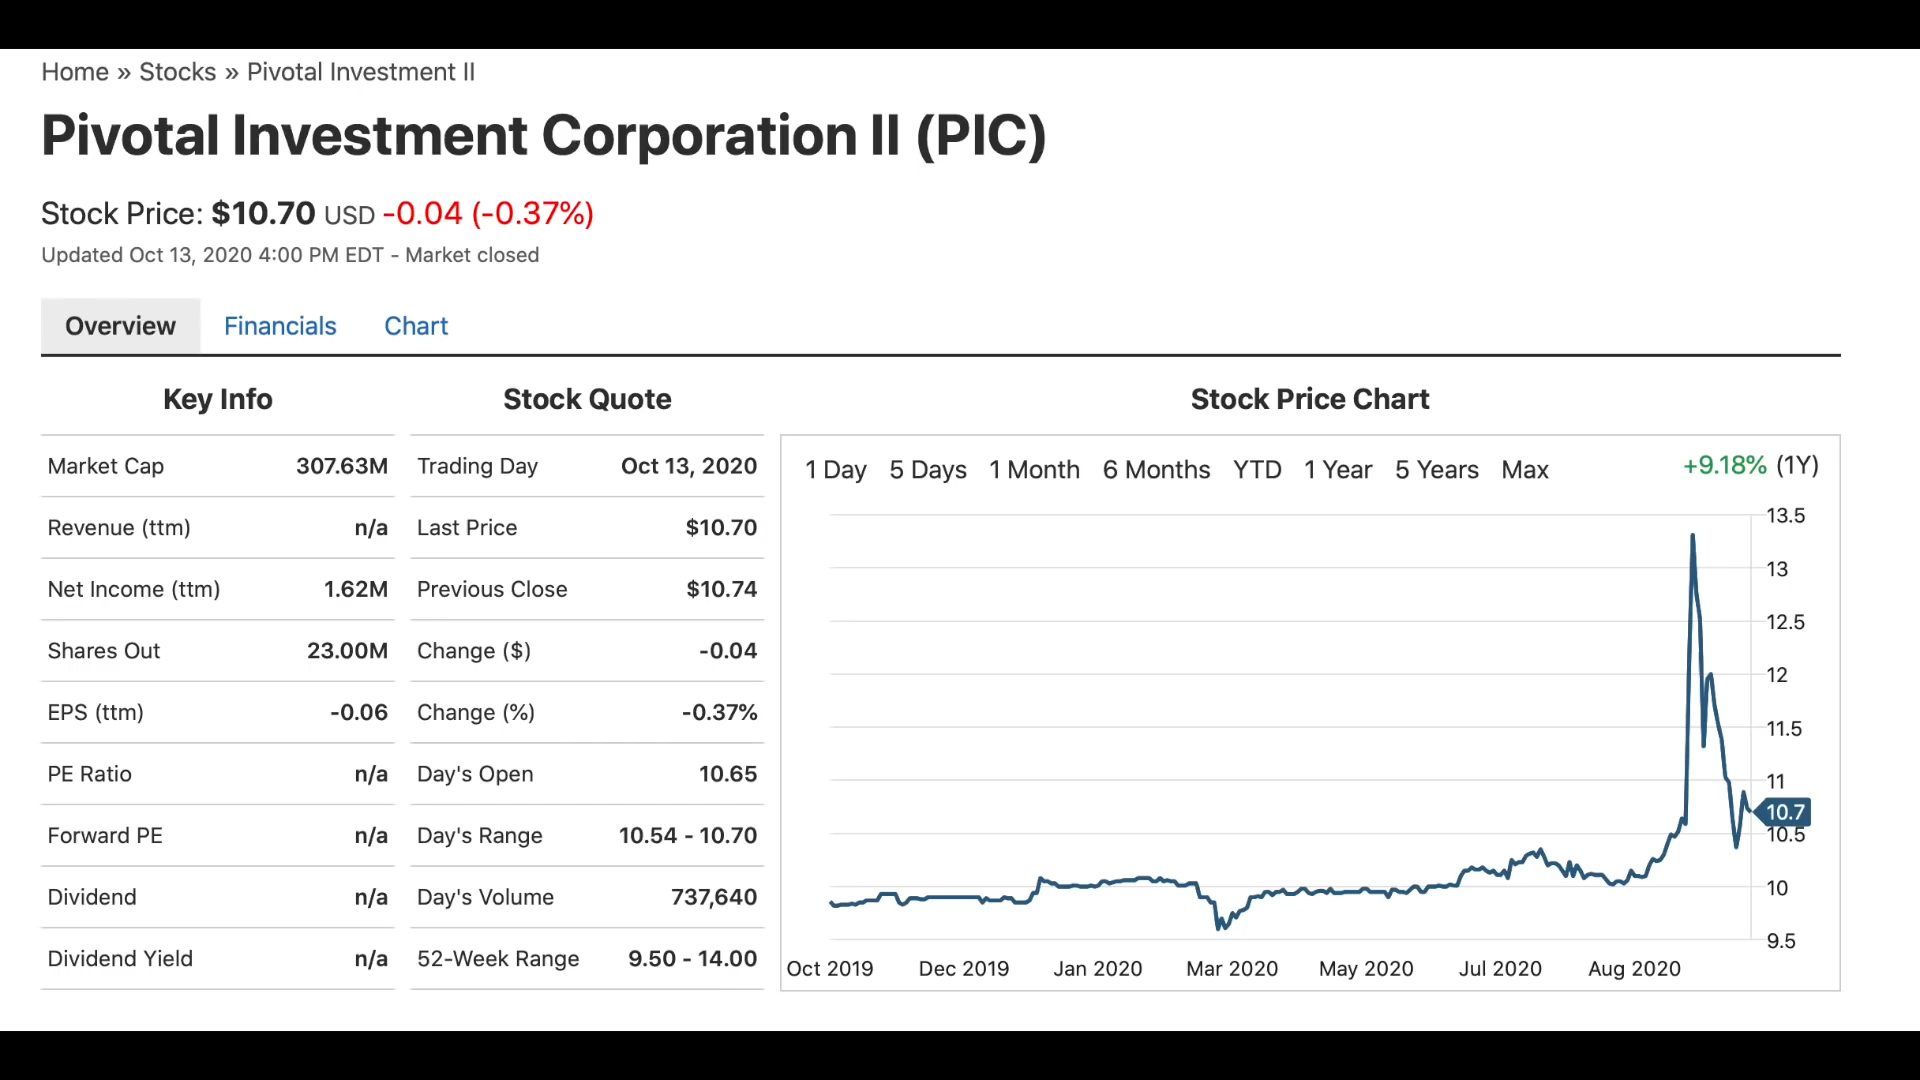 Home » Stocks » Pivotal Investment II
Pivotal Investment Corporation II (PIC)
Stock Price: $10.70 USD -0.04 (-0.37%)
Updated Oct 13, 2020 4:00 PM EDT - Market closed
Overview Financials Chart
Key Info
Market Cap 307.63M
Revenue (ttm) n/a
Net Income (ttm) 1.62M
Shares Out 23.00M
EPS (ttm) -0.06
PE Ratio n/a
Forward PE n/a
Dividend n/a
Dividend Yield n/a
Stock Quote
Trading Day Oct 13, 2020
Last Price $10.70
Previous Close $10.74
Change ($) -0.04
Change (%) -0.37%
Day's Open 10.65
Day's Range 10.54 - 10.70
Day's Volume 737,640
52-Week Range 9.50 - 14.00
Stock Price Chart
1 Day 5 Days 1 Month 6 Months YTD 1 Year 5 Years Max +9.18% (1Y)
13.5
13
12.5
12
11.5
11
10.7
10.5
10
9.5
Oct 2019 Dec 2019 Jan 2020 Mar 2020 May 2020 Jul 2020 Aug 2020